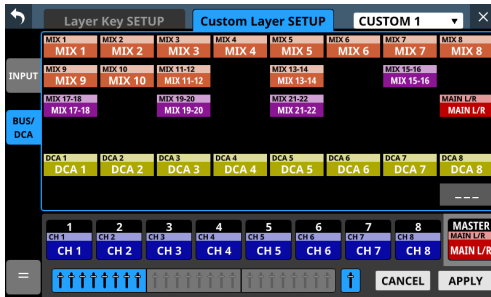 Layer Key SETUP Custom Layer SETUP CUSTOM 1
MIX 1 MIX 2 MIX 3 MIX 4 MIX 5 MIX 6 MIX 7 MIX 8
MIX 1 MIX 2 MIX 3 MIX 4 MIX 5 MIX 6 MIX 7 MIX 8
INPUT
MIX 9 MIX 10 MIX 11-12 MIX 13-14 MIX 15-16
MIX 9 MIX 10 MIX 11-12 MIX 13-14 MIX 15-16
MIX 17-18 MIX 19-20 MIX 21-22 MAIN L/R
MIX 17-18 MIX 19-20 MIX 21-22 MAIN L/R
BUS/
DCA
DCA 1 DCA 2 DCA 3 DCA 4 DCA 5 DCA 6 DCA 7 DCA 8
DCA 1 DCA 2 DCA 3 DCA 4 DCA 5 DCA 6 DCA 7 DCA 8
---
1 2 3 4 5 6 7 8 MASTER
CH 1 CH 2 CH 3 CH 4 CH 5 CH 6 CH 7 CH 8 MAIN L/R
CH 1 CH 2 CH 3 CH 4 CH 5 CH 6 CH 7 CH 8 MAIN L/R
CANCEL APPLY